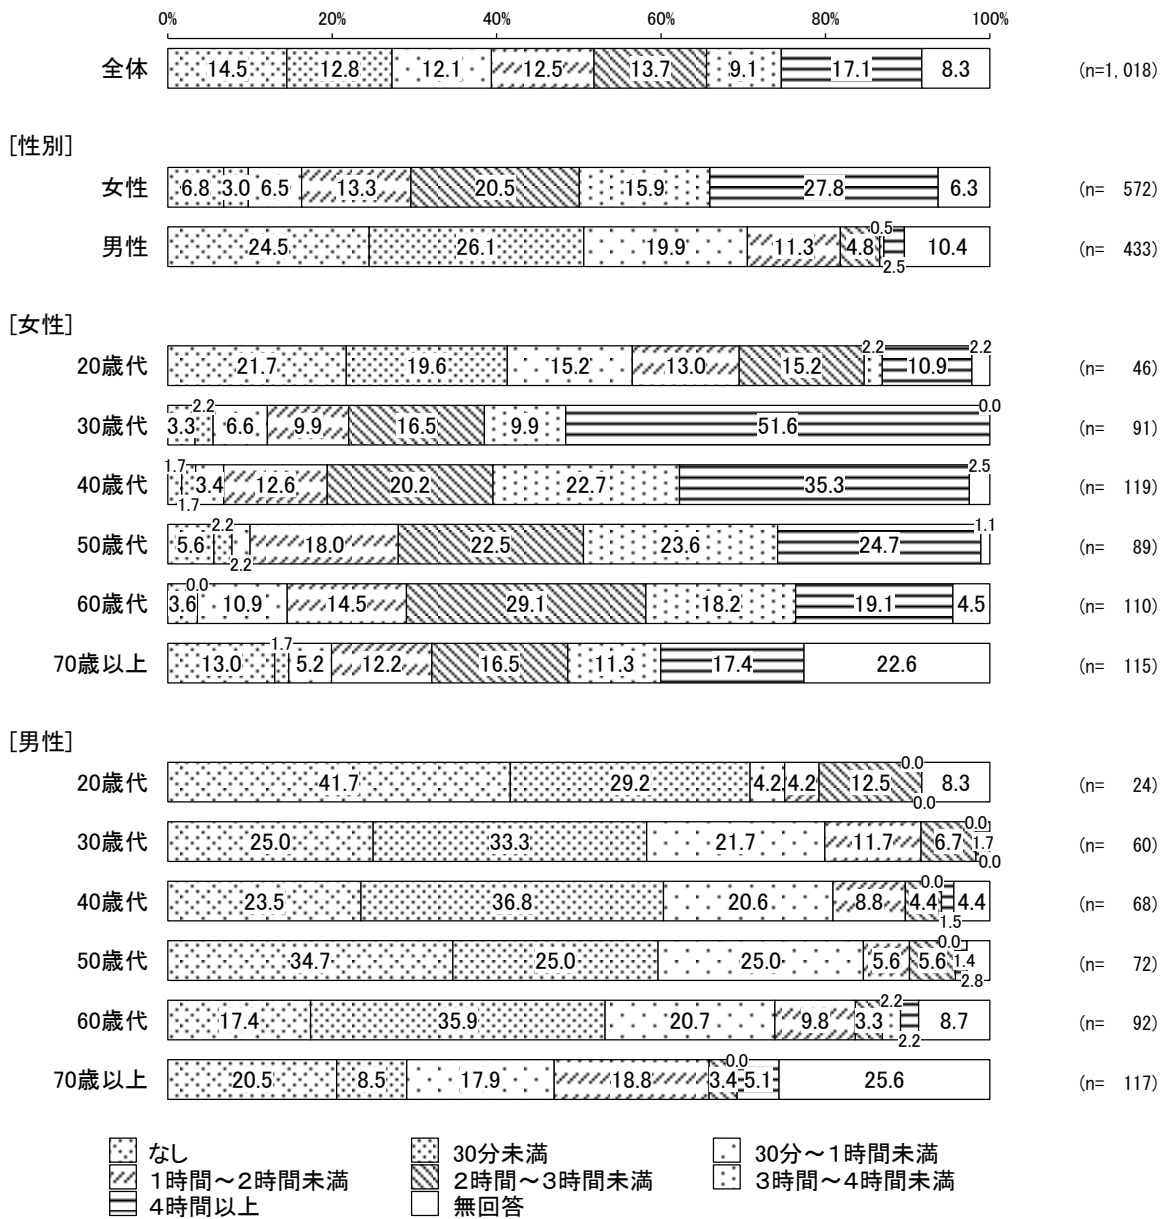 0% 20% 40% 60% 80% 100%
全体 14.5 12.8 12.1 12.5 13.7 9.1 17.1 8.3 (n=1,018)
[性別]
女性 6.8 3.0 6.5 13.3 20.5 15.9 27.8 6.3 (n= 572)
男性 24.5 26.1 19.9 11.3 4.8 0.5 2.5 10.4 (n= 433)
[女性]
20歳代 21.7 19.6 15.2 13.0 15.2 2.2 10.9 2.2 (n= 46)
30歳代 3.3 2.2 6.6 9.9 16.5 9.9 51.6 0.0 (n= 91)
40歳代 1.7 1.7 3.4 12.6 20.2 22.7 35.3 2.5 (n= 119)
50歳代 5.6 2.2 2.2 18.0 22.5 23.6 24.7 1.1 (n= 89)
60歳代 3.6 0.0 10.9 14.5 29.1 18.2 19.1 4.5 (n= 110)
70歳以上 13.0 1.7 5.2 12.2 16.5 11.3 17.4 22.6 (n= 115)
[男性]
20歳代 41.7 29.2 4.2 4.2 12.5 0.0 0.0 8.3 (n= 24)
30歳代 25.0 33.3 21.7 11.7 6.7 0.0 0.0 1.7 (n= 60)
40歳代 23.5 36.8 20.6 8.8 4.4 0.0 1.5 4.4 (n= 68)
50歳代 34.7 25.0 25.0 5.6 5.6 0.0 1.4 2.8 (n= 72)
60歳代 17.4 35.9 20.7 9.8 3.3 2.2 2.2 8.7 (n= 92)
70歳以上 20.5 8.5 17.9 18.8 3.4 0.0 5.1 25.6 (n= 117)
なし 30分未満 30分～1時間未満
1時間～2時間未満 2時間～3時間未満 3時間～4時間未満
4時間以上 無回答